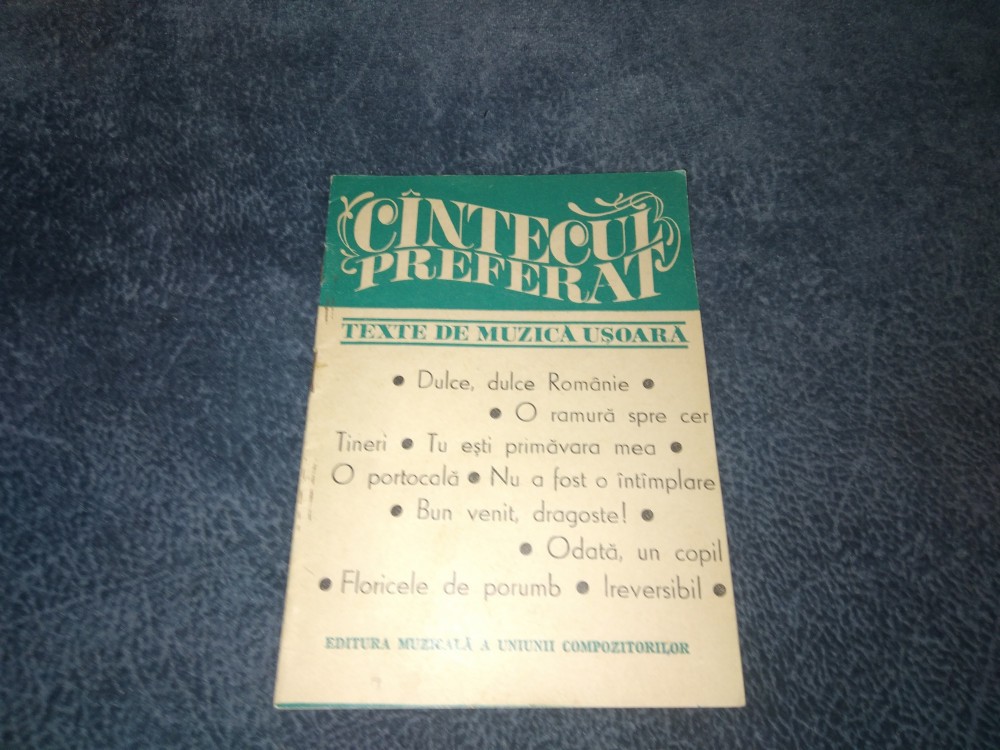 CÎNTECUL
PREFERAT
TEXTE DE MUZICĂ UȘOARĂ
• Dulce, dulce Românie •
• O ramură spre cer
Tineri • Tu ești primăvara mea •
O portocală • Nu a fost o întîmplare
• Bun venit, dragoste! •
• Odată, un copil
• Floricele de porumb • Ireversibil •
EDITURA MUZICALĂ A UNIUNII COMPOZITORILOR